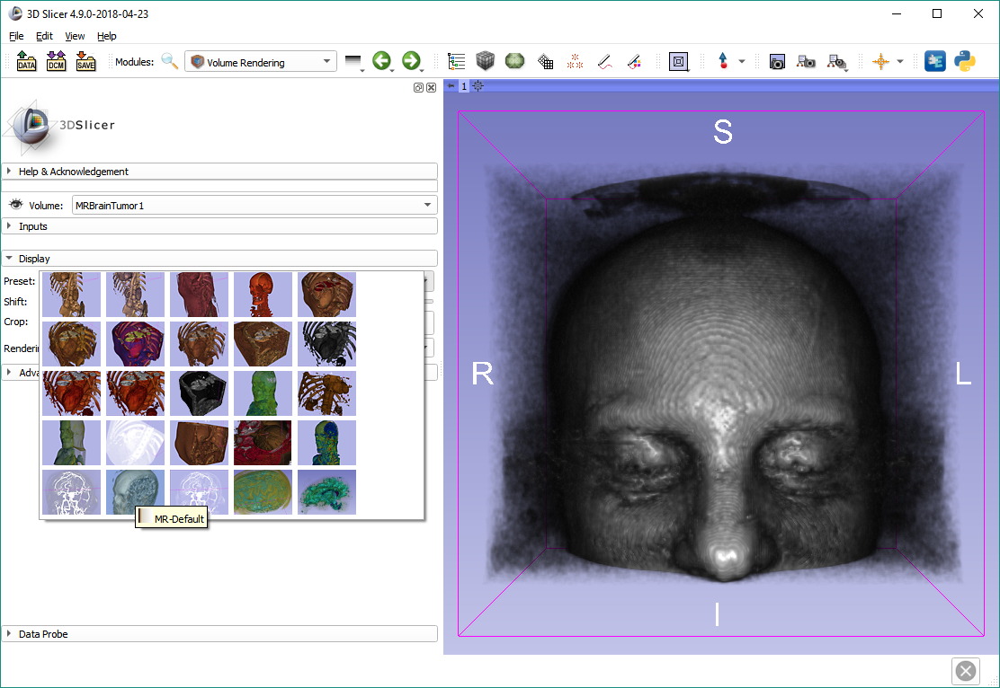 3D Slicer 4.9.0-2018-04-23
File Edit View Help
DATA DCM SAVE Modules: Volume Rendering
1
3DSlicer
Help & Acknowledgement
Volume: MRBrainTumor1
Inputs
Display
Preset:
Shift:
Crop:
Renderin
Adva
MR-Default
Data Probe
S
R
L
I